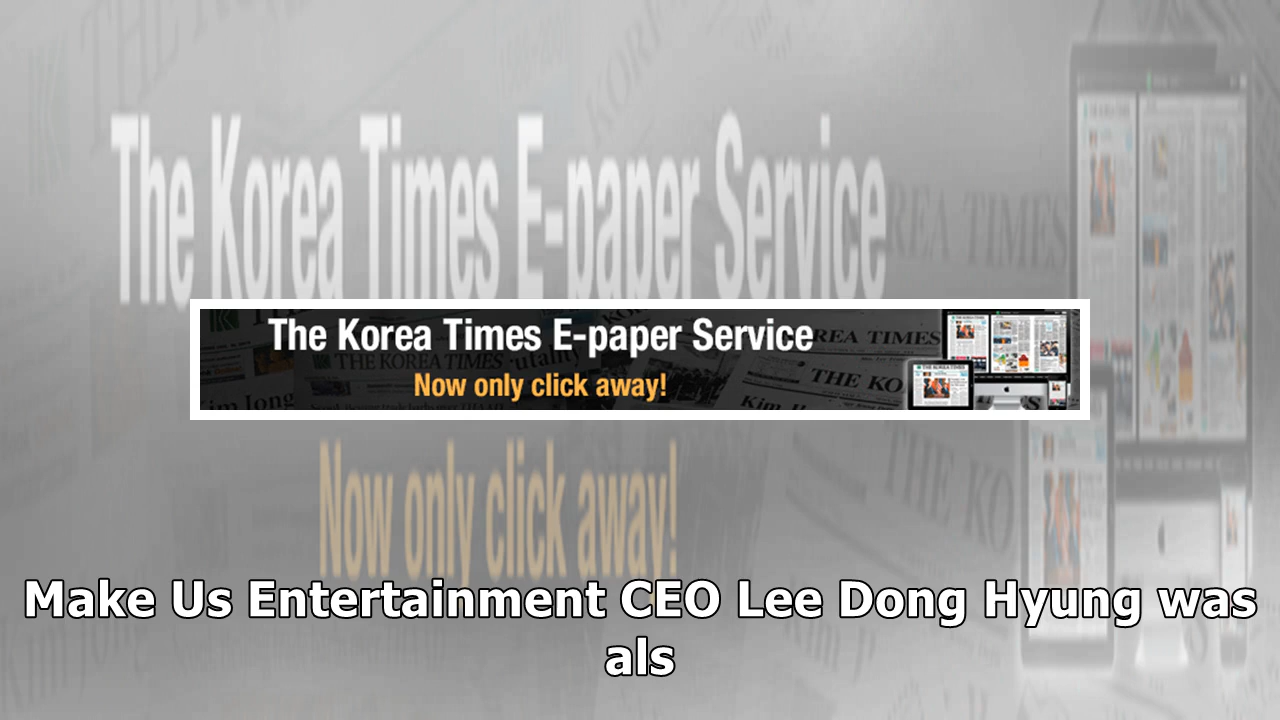 The Korea Times E-paper Service
The Korea Times E-paper Service
Now only click away!
Now only click away!
Make Us Entertainment CEO Lee Dong Hyung was
als